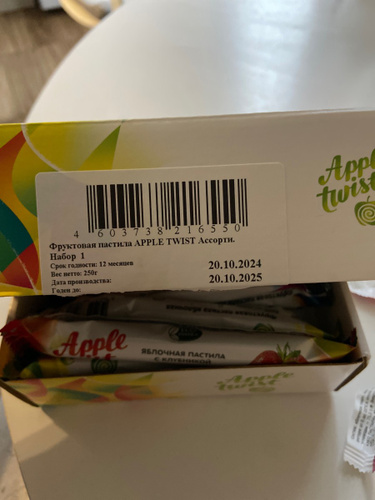 Apple
twist
4 603738 216550
Фруктовая пастила APPLE TWIST Ассорти.
Набор 1
Срок годности: 12 месяцев
Вес нетто: 250г
Дата производства: 20.10.2024
Годен до: 20.10.2025
Apple
ЯБЛОЧНАЯ ПАСТИЛА
С КЛУБНИКОЙ
Apple
twist